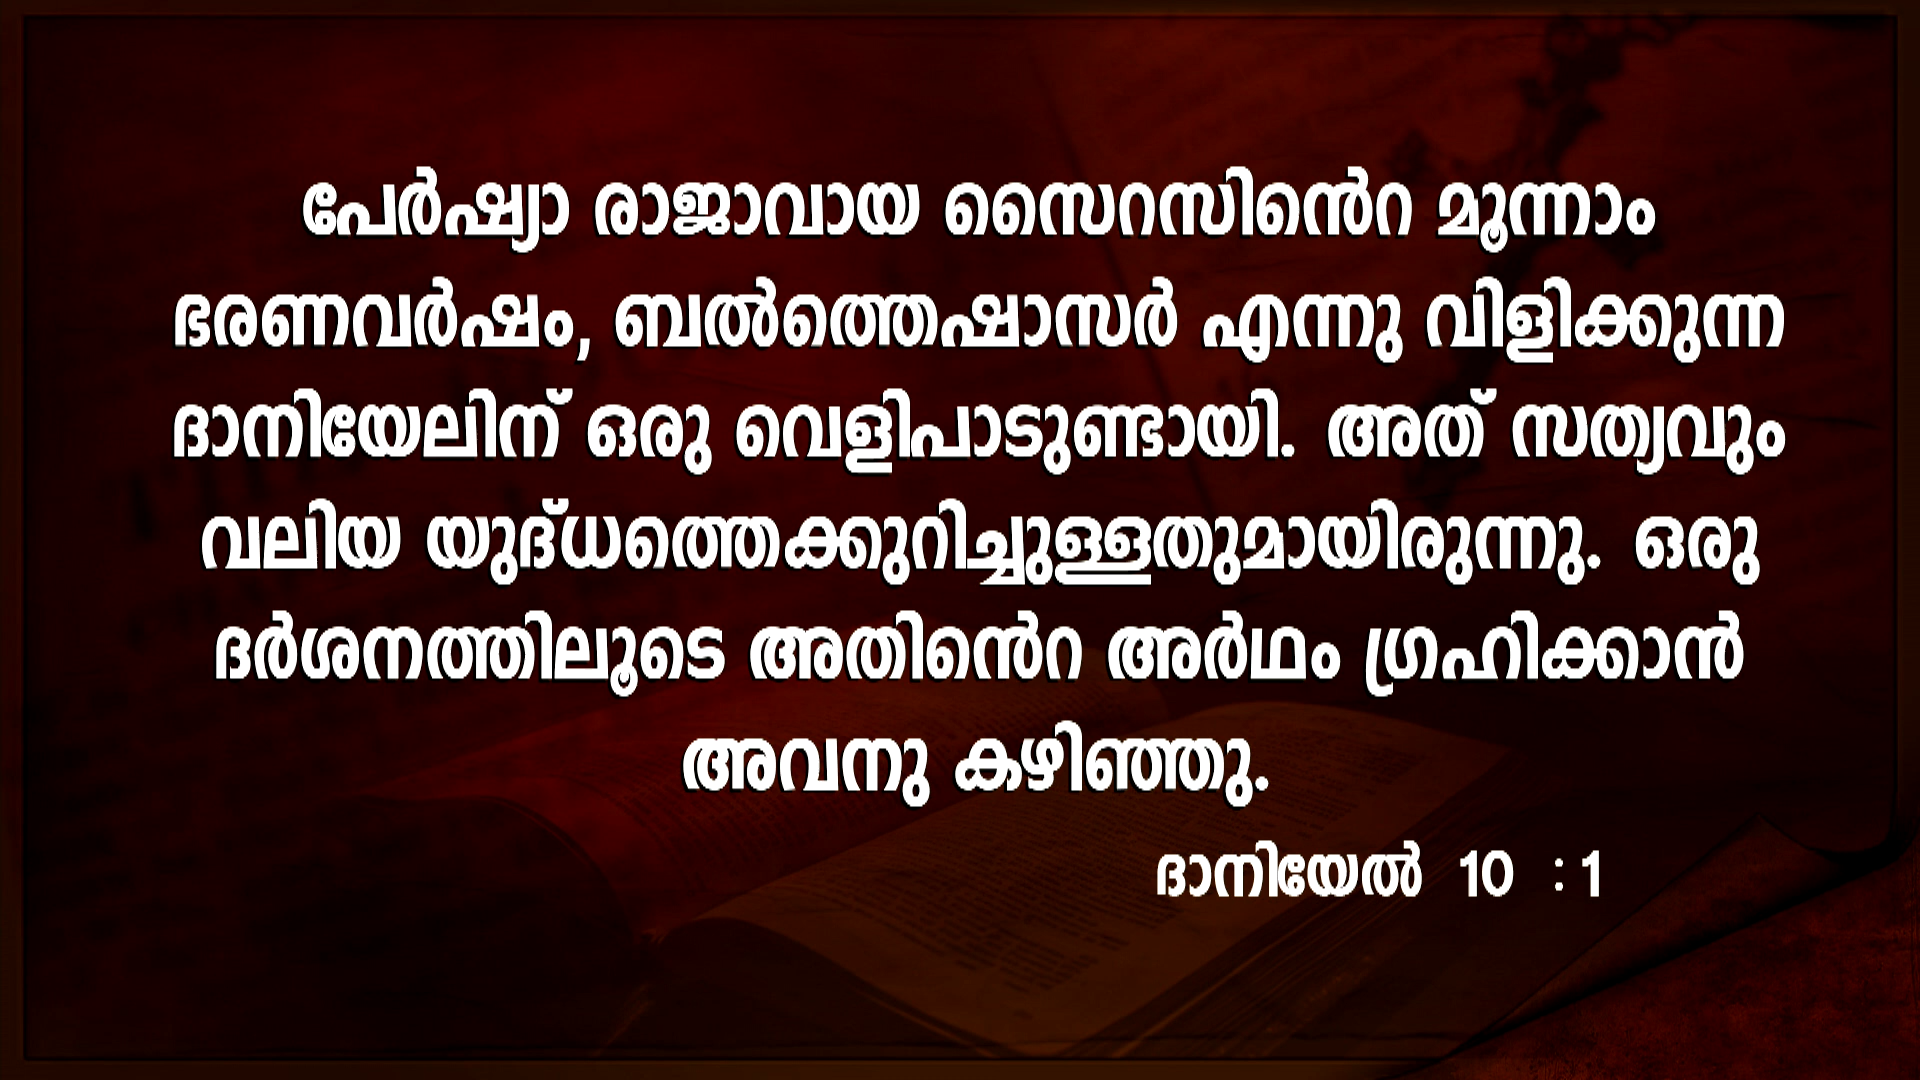 പേർഷ്യാ രാജാവായ സൈറസിൻെറ മൂന്നാം
ഭരണവർഷം, ബൽത്തെഷാസർ എന്നു വിളിക്കുന്ന
ദാനിയേലിന് ഒരു വെളിപാടുണ്ടായി. അത് സത്യവും
വലിയ യുദ്ധത്തെക്കുറിച്ചുള്ളതുമായിരുന്നു. ഒരു
ദർശനത്തിലൂടെ അതിൻെറ അർഥം ഗ്രഹിക്കാൻ
അവനു കഴിഞ്ഞു.
ദാനിയേൽ 10 :1